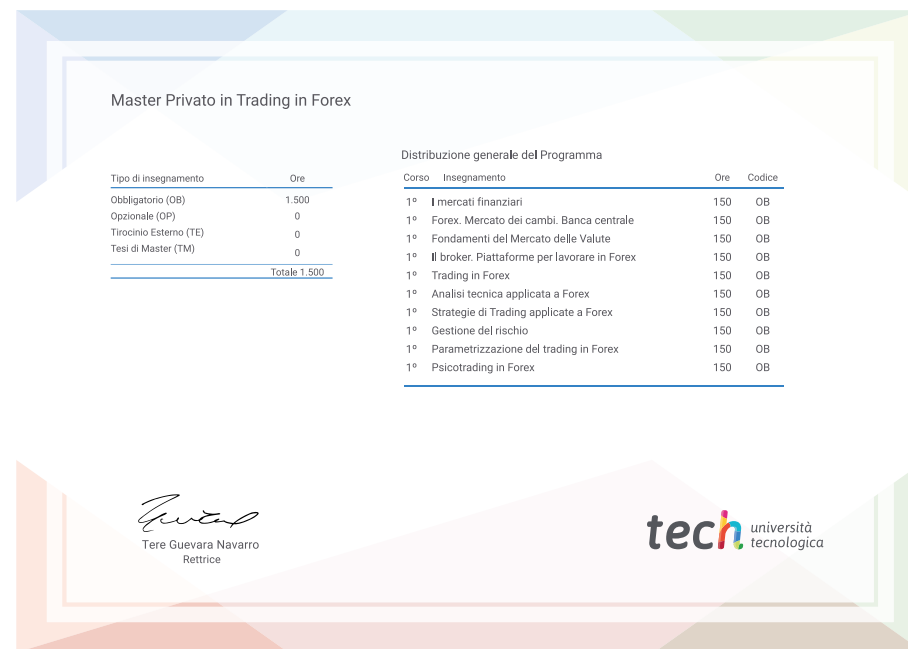 Master Privato in Trading in Forex
Tipo di insegnamento Ore
Obbligatorio (OB) 1.500
Opzionale (OP) 0
Tirocinio Esterno (TE) 0
Tesi di Master (TM) 0
Totale 1.500
Distribuzione generale del Programma
Corso Insegnamento Ore Codice
1º I mercati finanziari 150 OB
1º Forex. Mercato dei cambi. Banca centrale 150 OB
1º Fondamenti del Mercato delle Valute 150 OB
1º Il broker. Piattaforme per lavorare in Forex 150 OB
1º Trading in Forex 150 OB
1º Analisi tecnica applicata a Forex 150 OB
1º Strategie di Trading applicate a Forex 150 OB
1º Gestione del rischio 150 OB
1º Parametrizzazione del trading in Forex 150 OB
1º Psicotrading in Forex 150 OB
Tere Guevara Navarro
Rettrice
tech università
tecnologica